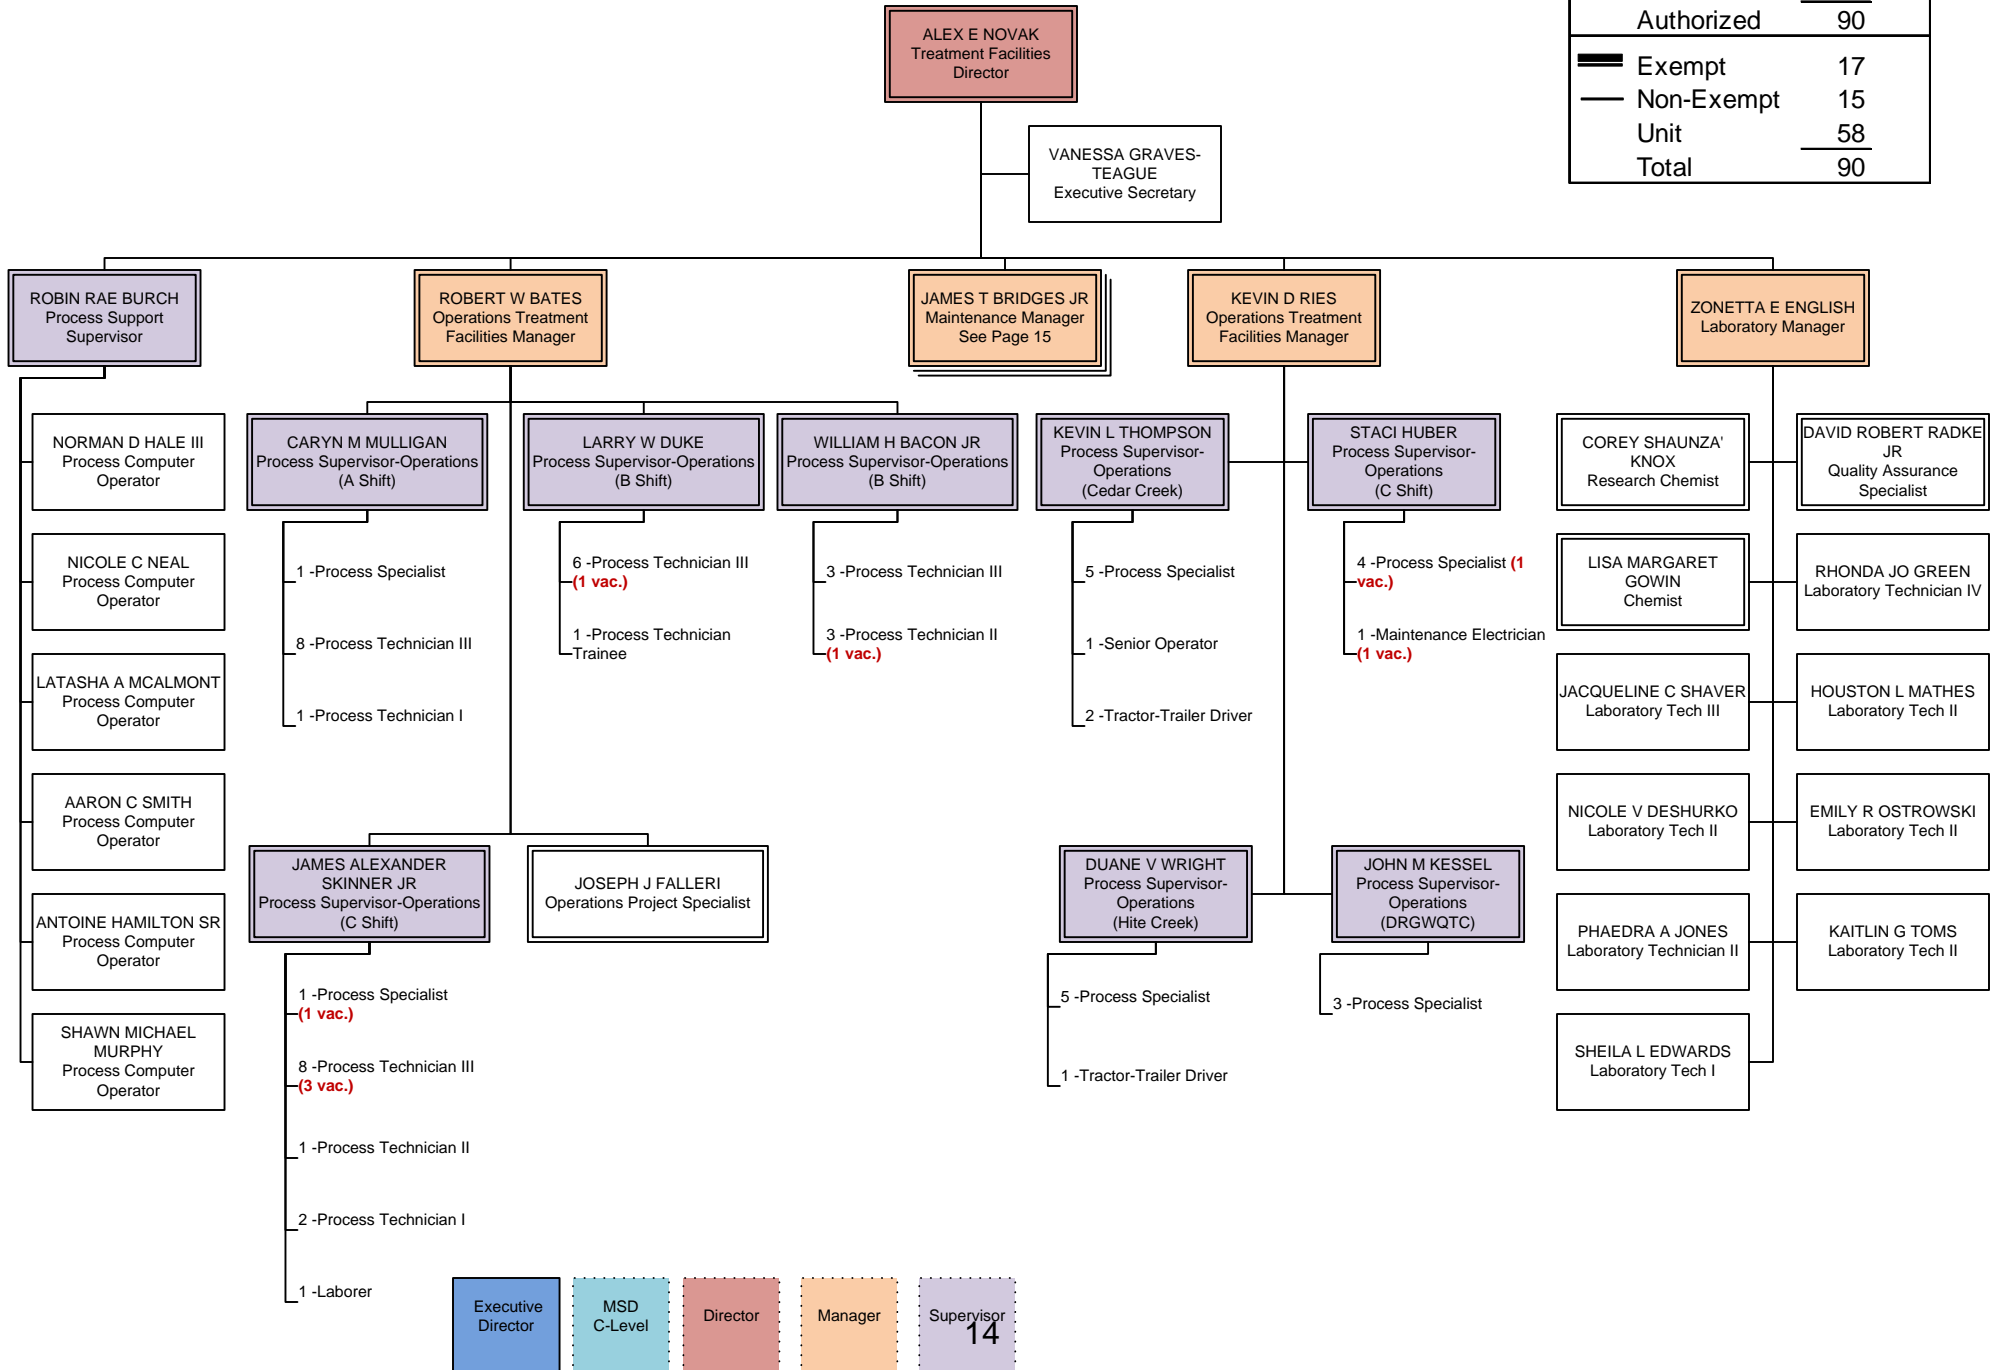 Authorized 90
Exempt 17
Non-Exempt 15
Unit 58
Total 90
ALEX E NOVAK
Treatment Facilities
Director
VANESSA GRAVES-
TEAGUE
Executive Secretary
ROBIN RAE BURCH
Process Support
Supervisor
ROBERT W BATES
Operations Treatment
Facilities Manager
JAMES T BRIDGES JR
Maintenance Manager
See Page 15
KEVIN D RIES
Operations Treatment
Facilities Manager
ZONETTA E ENGLISH
Laboratory Manager
NORMAN D HALE III
Process Computer
Operator
NICOLE C NEAL
Process Computer
Operator
LATASHA A MCALMONT
Process Computer
Operator
AARON C SMITH
Process Computer
Operator
ANTOINE HAMILTON SR
Process Computer
Operator
SHAWN MICHAEL
MURPHY
Process Computer
Operator
CARYN M MULLIGAN
Process Supervisor-Operations
(A Shift)
1 -Process Specialist
8 -Process Technician III
1 -Process Technician I
LARRY W DUKE
Process Supervisor-Operations
(B Shift)
6 -Process Technician III
(1 vac.)
1 -Process Technician
Trainee
WILLIAM H BACON JR
Process Supervisor-Operations
(B Shift)
3 -Process Technician III
3 -Process Technician II
(1 vac.)
JAMES ALEXANDER
SKINNER JR
Process Supervisor-Operations
(C Shift)
1 -Process Specialist
(1 vac.)
8 -Process Technician III
(3 vac.)
1 -Process Technician II
2 -Process Technician I
1 -Laborer
JOSEPH J FALLERI
Operations Project Specialist
KEVIN L THOMPSON
Process Supervisor-
Operations
(Cedar Creek)
5 -Process Specialist
1 -Senior Operator
2 -Tractor-Trailer Driver
STACI HUBER
Process Supervisor-
Operations
(C Shift)
4 -Process Specialist (1
vac.)
1 -Maintenance Electrician
(1 vac.)
DUANE V WRIGHT
Process Supervisor-
Operations
(Hite Creek)
5 -Process Specialist
1 -Tractor-Trailer Driver
JOHN M KESSEL
Process Supervisor-
Operations
(DRGWQTC)
3 -Process Specialist
COREY SHAUNZA'
KNOX
Research Chemist
DAVID ROBERT RADKE
JR
Quality Assurance
Specialist
LISA MARGARET
GOWIN
Chemist
RHONDA JO GREEN
Laboratory Technician IV
JACQUELINE C SHAVER
Laboratory Tech III
HOUSTON L MATHES
Laboratory Tech II
NICOLE V DESHURKO
Laboratory Tech II
EMILY R OSTROWSKI
Laboratory Tech II
PHAEDRA A JONES
Laboratory Technician II
KAITLIN G TOMS
Laboratory Tech II
SHEILA L EDWARDS
Laboratory Tech I
Executive
Director
MSD
C-Level
Director
Manager
Supervisor
14